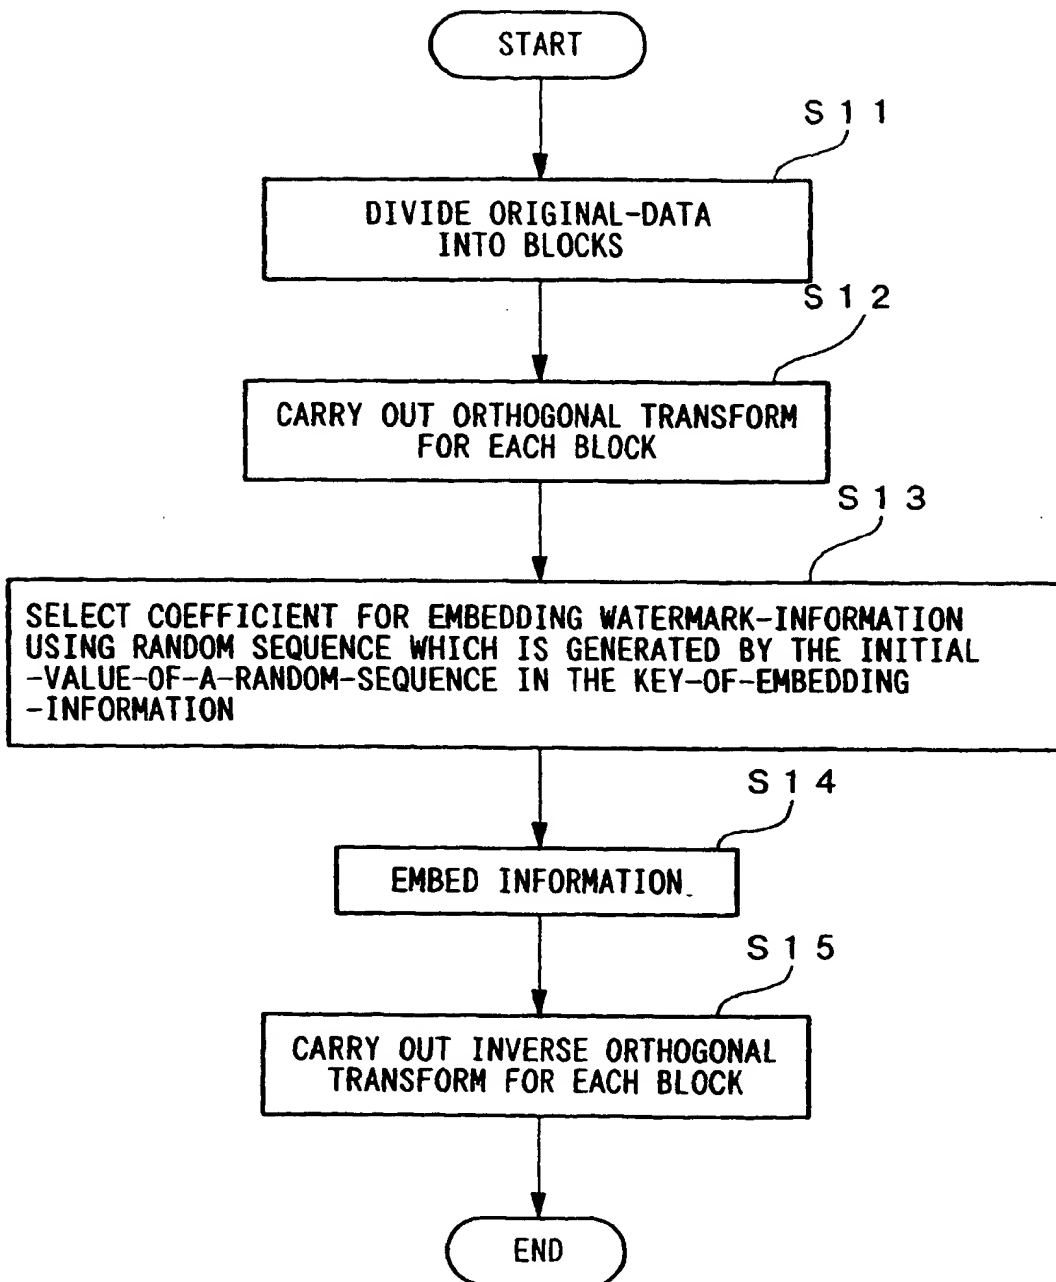 START
S11
DIVIDE ORIGINAL-DATA
INTO BLOCKS
S12
CARRY OUT ORTHOGONAL TRANSFORM
FOR EACH BLOCK
S13
SELECT COEFFICIENT FOR EMBEDDING WATERMARK-INFORMATION
USING RANDOM SEQUENCE WHICH IS GENERATED BY THE INITIAL
-VALUE-OF-A-RANDOM-SEQUENCE IN THE KEY-OF-EMBEDDING
-INFORMATION
S14
EMBED INFORMATION
S15
CARRY OUT INVERSE ORTHOGONAL
TRANSFORM FOR EACH BLOCK
END